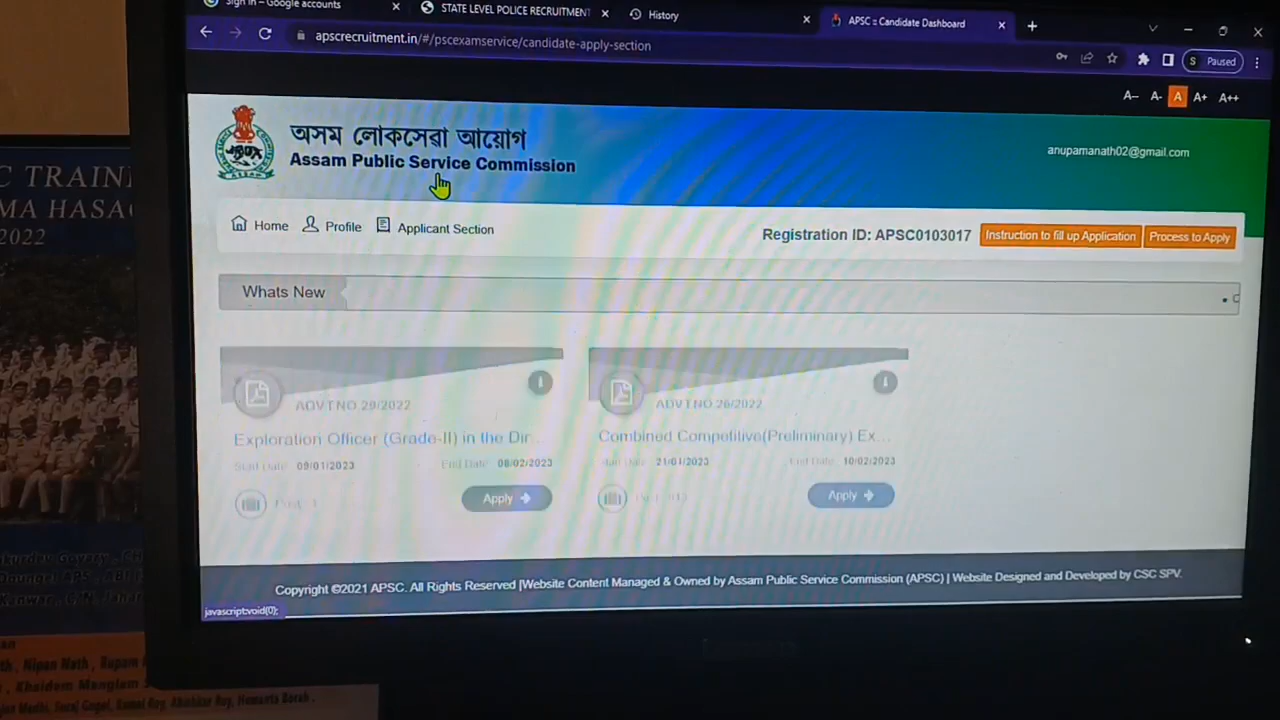 Sign in – Google accounts
STATE LEVEL POLICE RECRUITMENT
History
APSC :: Candidate Dashboard
apscrecruitment.in/#/pscexamservice/candidate-apply-section
S Paused
A-- A- A A+ A++
অসম লোকসেৱা আয়োগ
Assam Public Service Commission
anupamanath02@gmail.com
Home Profile Applicant Section
Registration ID: APSC0103017 Instruction to fill up Application Process to Apply
Whats New
ADVT.NO.29/2022
Exploration Officer (Grade-II) in the Dir...
Start Date: 09/01/2023 End Date: 08/02/2023
Apply
ADVT.NO.26/2022
Combined Competitive(Preliminary) Ex...
Start Date: 21/01/2023 End Date: 10/02/2023
Apply
Copyright ©2021 APSC. All Rights Reserved |Website Content Managed & Owned by Assam Public Service Commission (APSC) | Website Designed and Developed by CSC SPV.
javascript:void(0);
C TRAIN
MA HASA
2022
Nipan Nath, Rupam